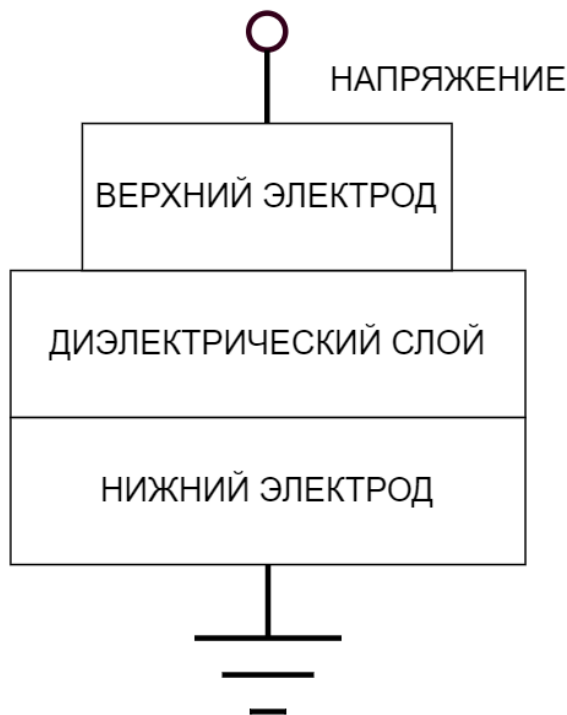 НАПРЯЖЕНИЕ
ВЕРХНИЙ ЭЛЕКТРОД
ДИЭЛЕКТРИЧЕСКИЙ СЛОЙ
НИЖНИЙ ЭЛЕКТРОД